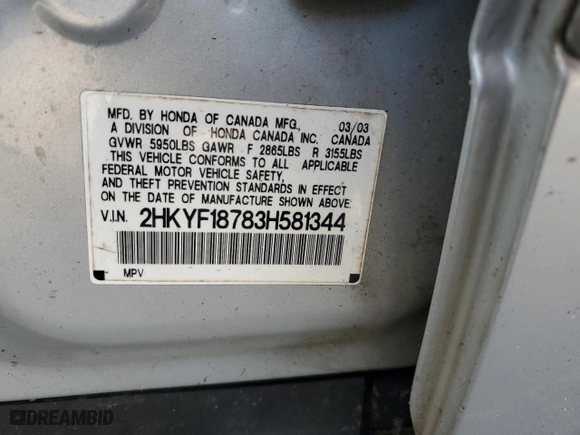 MFD. BY HONDA OF CANADA MFG., 03/03
A DIVISION OF HONDA CANADA INC. CANADA
GVWR 5950LBS GAWR F 2865LBS R 3155LBS
THIS VEHICLE CONFORMS TO ALL APPLICABLE
FEDERAL MOTOR VEHICLE SAFETY,
AND THEFT PREVENTION STANDARDS IN EFFECT
ON THE DATE OF MANUFACTURE SHOWN ABOVE.
V.I.N. 2HKYF18783H581344
MPV
DREAMBID